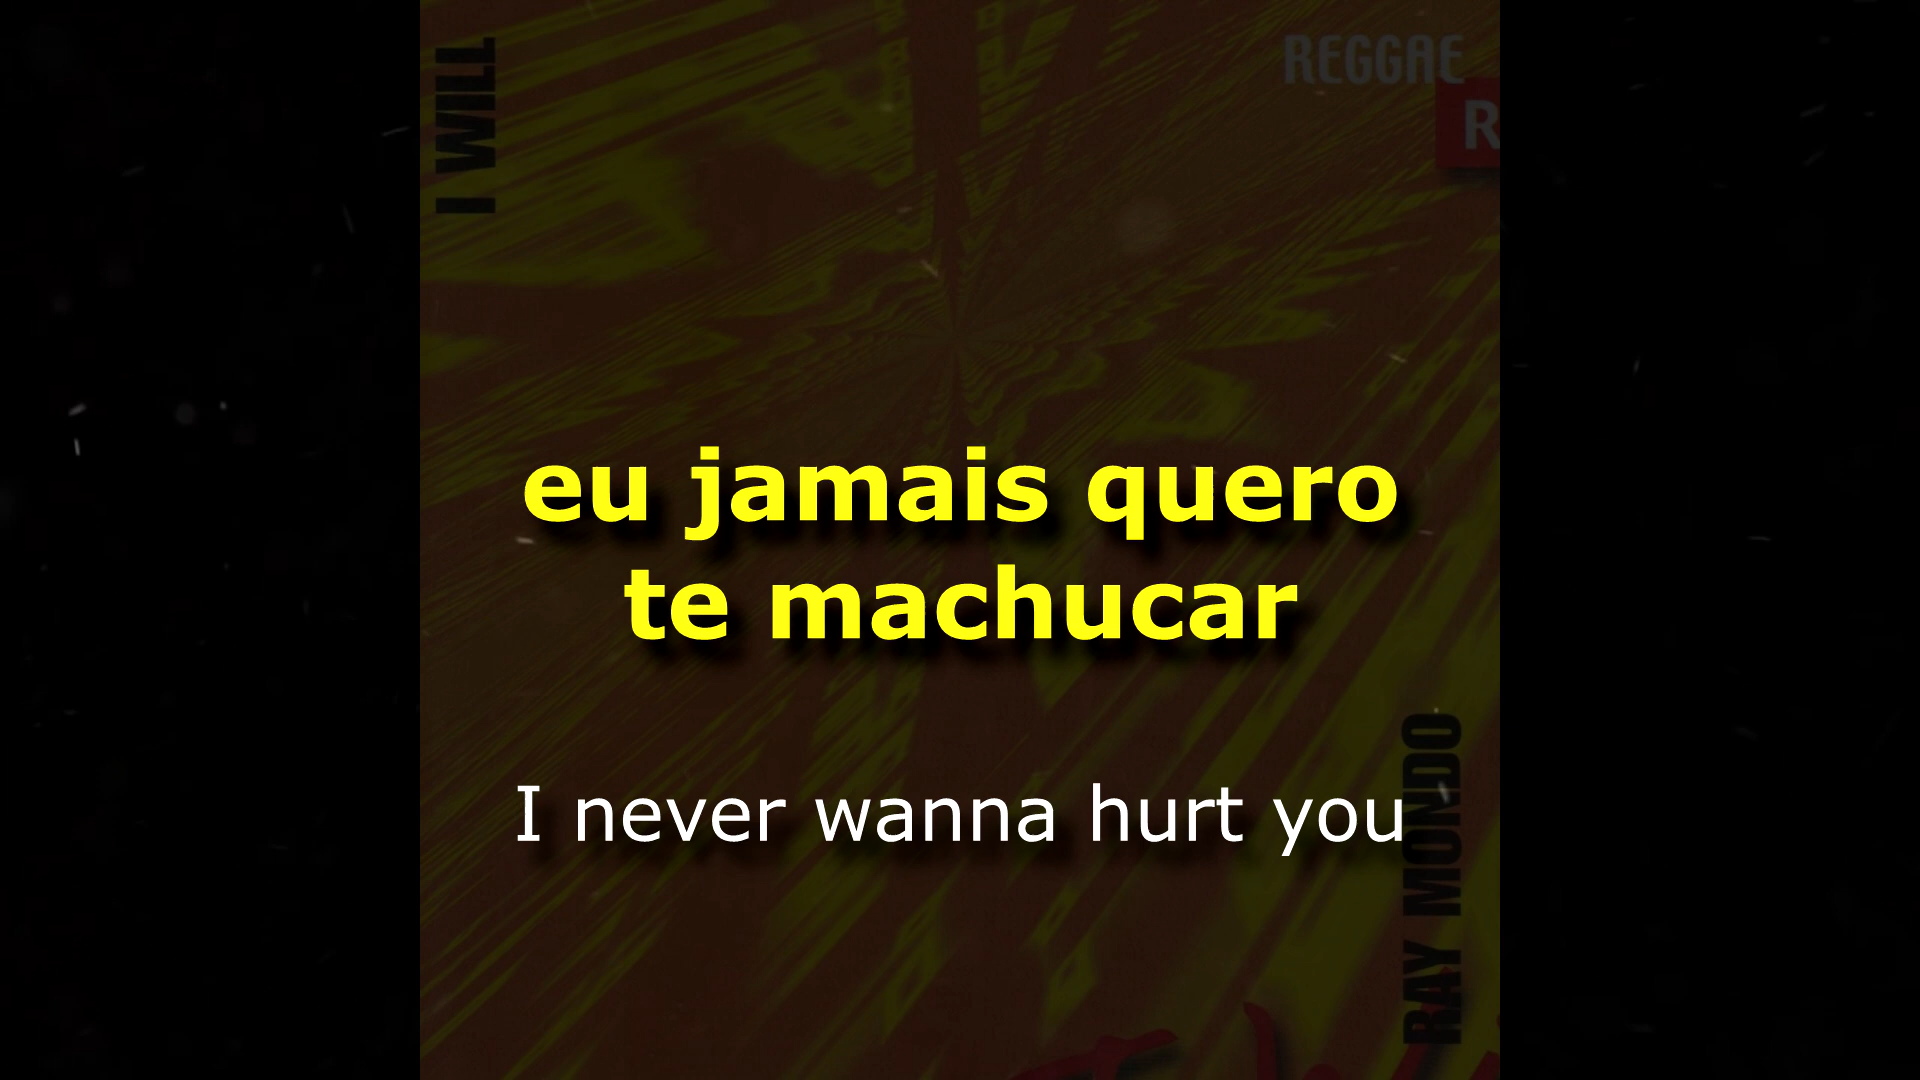 I WILL
REGGAE
R
eu jamais quero
te machucar
I never wanna hurt you
RAY MONDO